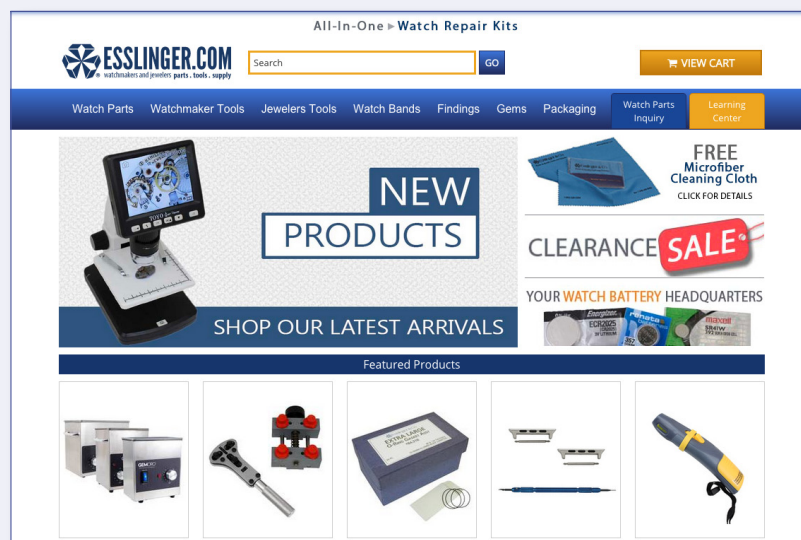 All-In-One ▶ Watch Repair Kits
ESSLINGER.COM
watchmakers and jewelers parts . tools . supply
Search
GO
VIEW CART
Watch Parts
Watchmaker Tools
Jewelers Tools
Watch Bands
Findings
Gems
Packaging
Watch Parts
Inquiry
Learning
Center
NEW
PRODUCTS
SHOP OUR LATEST ARRIVALS
FREE
Microfiber
Cleaning Cloth
CLICK FOR DETAILS
CLEARANCE SALE
YOUR WATCH BATTERY HEADQUARTERS
Energizer
ECR2025
renata
357
maxell
SR41W
Featured Products
EXTRA LARGE